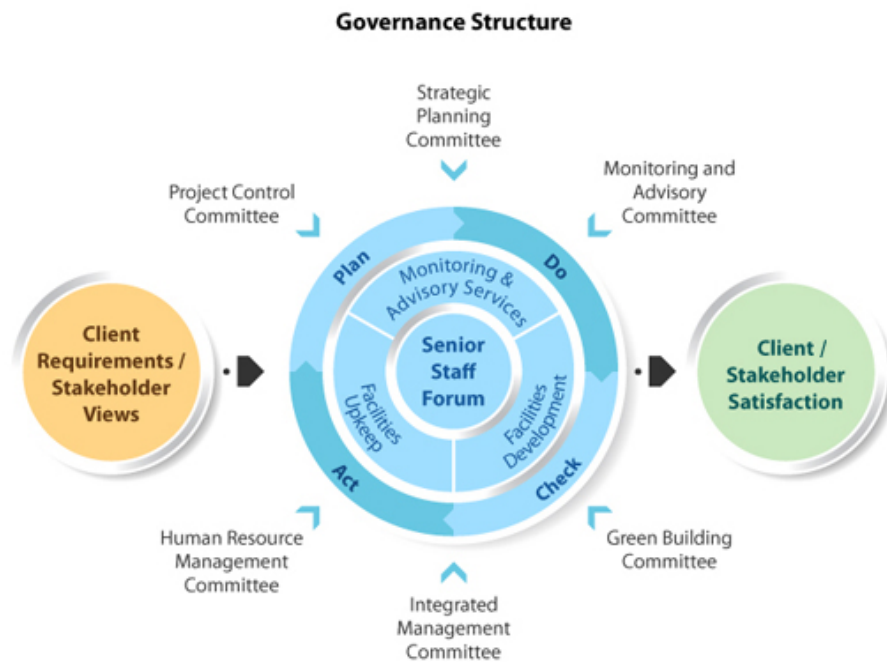 Governance Structure
Strategic
Planning
Committee
Project Control
Committee
Monitoring and
Advisory
Committee
Plan
Do
Monitoring &
Advisory Services
Client
Requirements /
Stakeholder
Views
Senior
Staff
Forum
Client /
Stakeholder
Satisfaction
Facilities
Upkeep
Facilities
Development
Act
Check
Human Resource
Management
Committee
Green Building
Committee
Integrated
Management
Committee